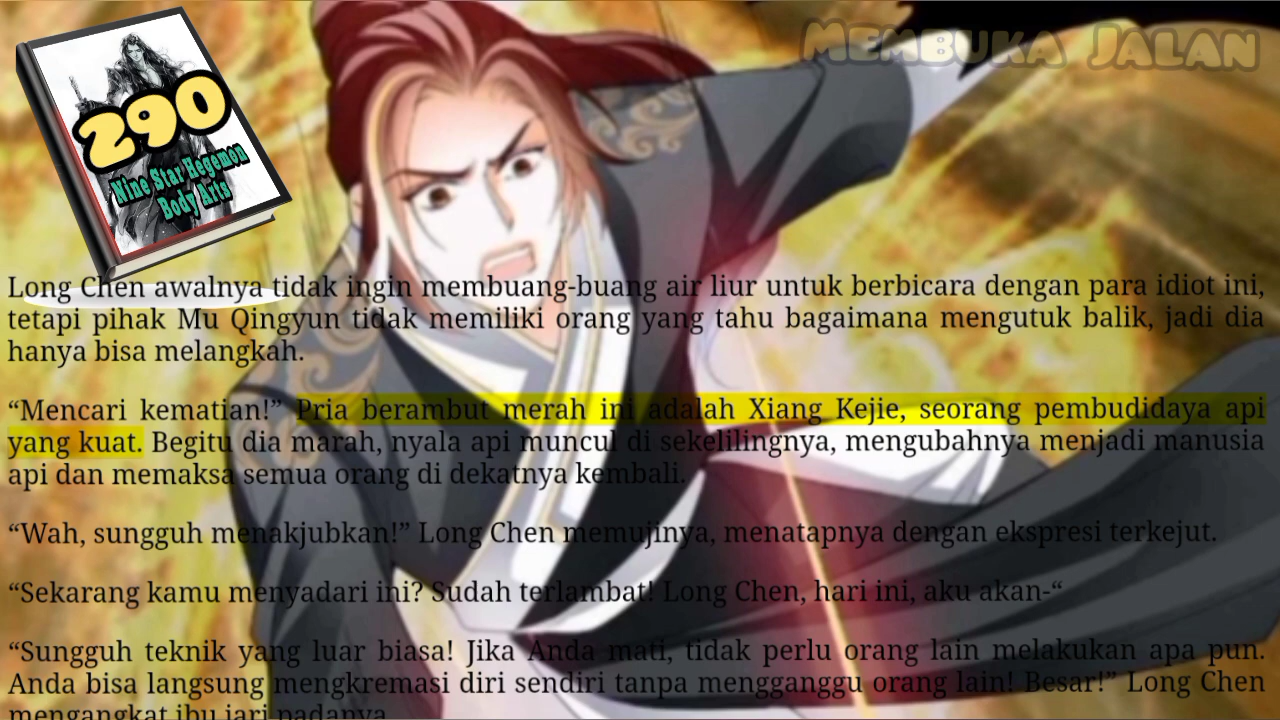 Membuka Jalan
290
Nine Star Hegemon
Body Arts
Long Chen awalnya tidak ingin membuang-buang air liur untuk berbicara dengan para idiot ini,
tetapi pihak Mu Qingyun tidak memiliki orang yang tahu bagaimana mengutuk balik, jadi dia
hanya bisa melangkah.
“Mencari kematian!” Pria berambut merah ini adalah Xiang Kejie, seorang pembudidaya api
yang kuat. Begitu dia marah, nyala api muncul di sekelilingnya, mengubahnya menjadi manusia
api dan memaksa semua orang di dekatnya kembali.
“Wah, sungguh menakjubkan!” Long Chen memujinya, menatapnya dengan ekspresi terkejut.
“Sekarang kamu menyadari ini? Sudah terlambat! Long Chen, hari ini, aku akan-“
“Sungguh teknik yang luar biasa! Jika Anda mati, tidak perlu orang lain melakukan apa pun.
Anda bisa langsung mengkremasi diri sendiri tanpa mengganggu orang lain! Besar!” Long Chen
mengangkat ibu jari padanya.